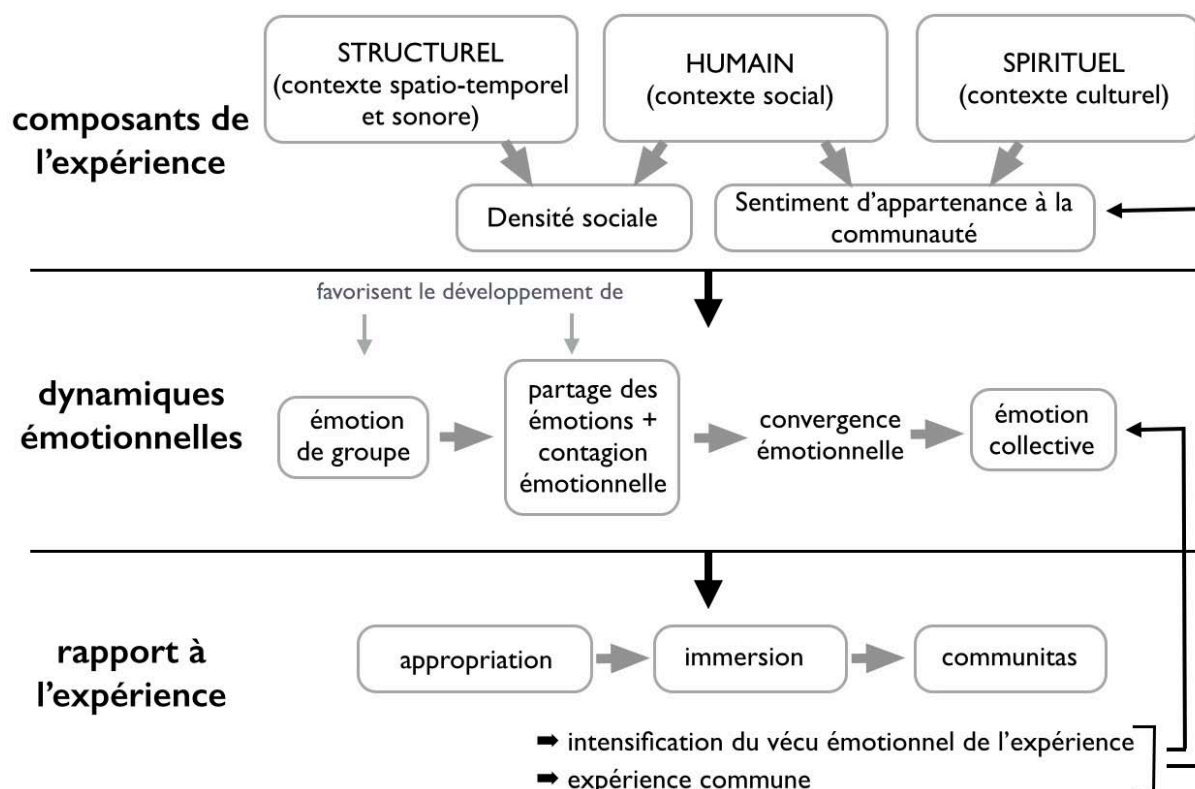 STRUCTUREL
(contexte spatio-temporel
et sonore)
HUMAIN
(contexte social)
SPIRITUEL
(contexte culturel)
composants de
l’expérience
Densité sociale
Sentiment d’appartenance à la
communauté
favorisent le développement de
dynamiques
émotionnelles
émotion
de groupe
partage des
émotions +
contagion
émotionnelle
convergence
émotionnelle
émotion
collective
rapport à
l’expérience
appropriation
immersion
communitas
➡ intensification du vécu émotionnel de l’expérience
➡ expérience commune